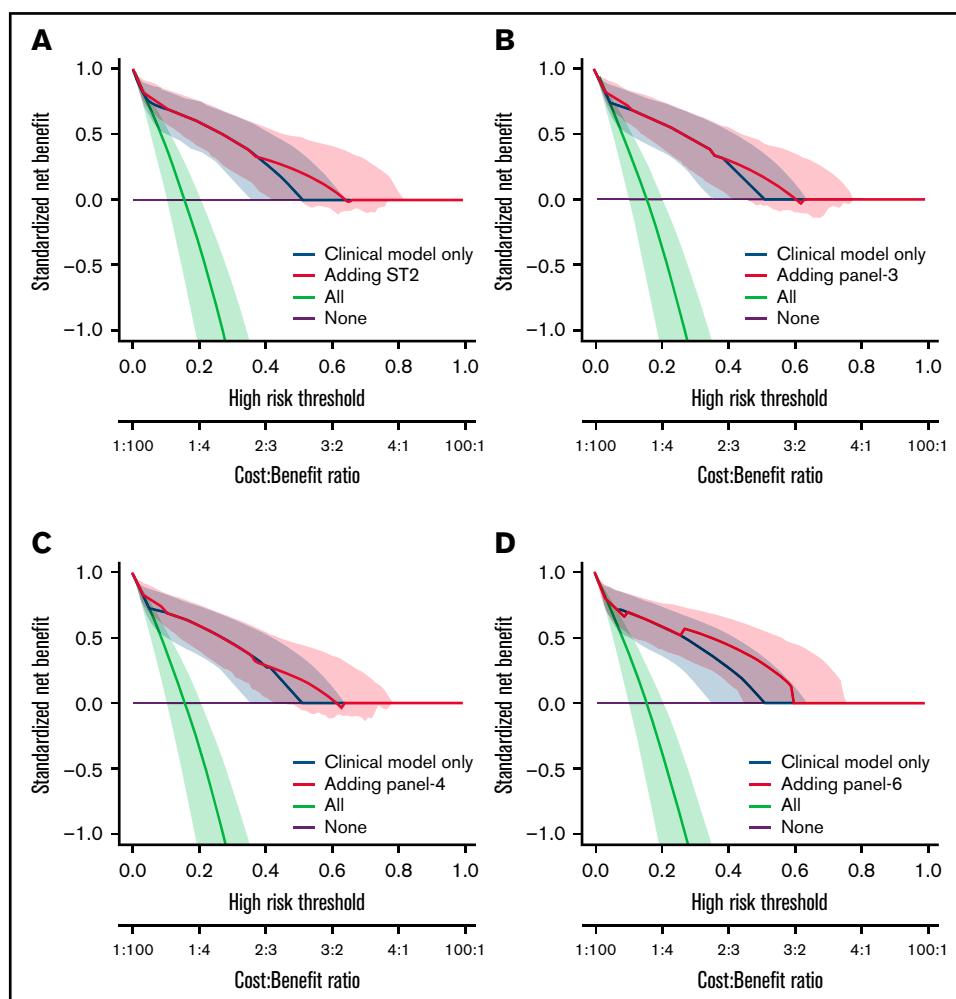 A
1.0
0.5
0.0
−0.5
−1.0
Standardized net benefit
Clinical model only
Adding ST2
All
None
0.0 0.2 0.4 0.6 0.8 1.0
High risk threshold
1:100 1:4 2:3 3:2 4:1 100:1
Cost:Benefit ratio
B
1.0
0.5
0.0
−0.5
−1.0
Standardized net benefit
Clinical model only
Adding panel-3
All
None
0.0 0.2 0.4 0.6 0.8 1.0
High risk threshold
1:100 1:4 2:3 3:2 4:1 100:1
Cost:Benefit ratio
C
1.0
0.5
0.0
−0.5
−1.0
Standardized net benefit
Clinical model only
Adding panel-4
All
None
0.0 0.2 0.4 0.6 0.8 1.0
High risk threshold
1:100 1:4 2:3 3:2 4:1 100:1
Cost:Benefit ratio
D
1.0
0.5
0.0
−0.5
−1.0
Standardized net benefit
Clinical model only
Adding panel-6
All
None
0.0 0.2 0.4 0.6 0.8 1.0
High risk threshold
1:100 1:4 2:3 3:2 4:1 100:1
Cost:Benefit ratio